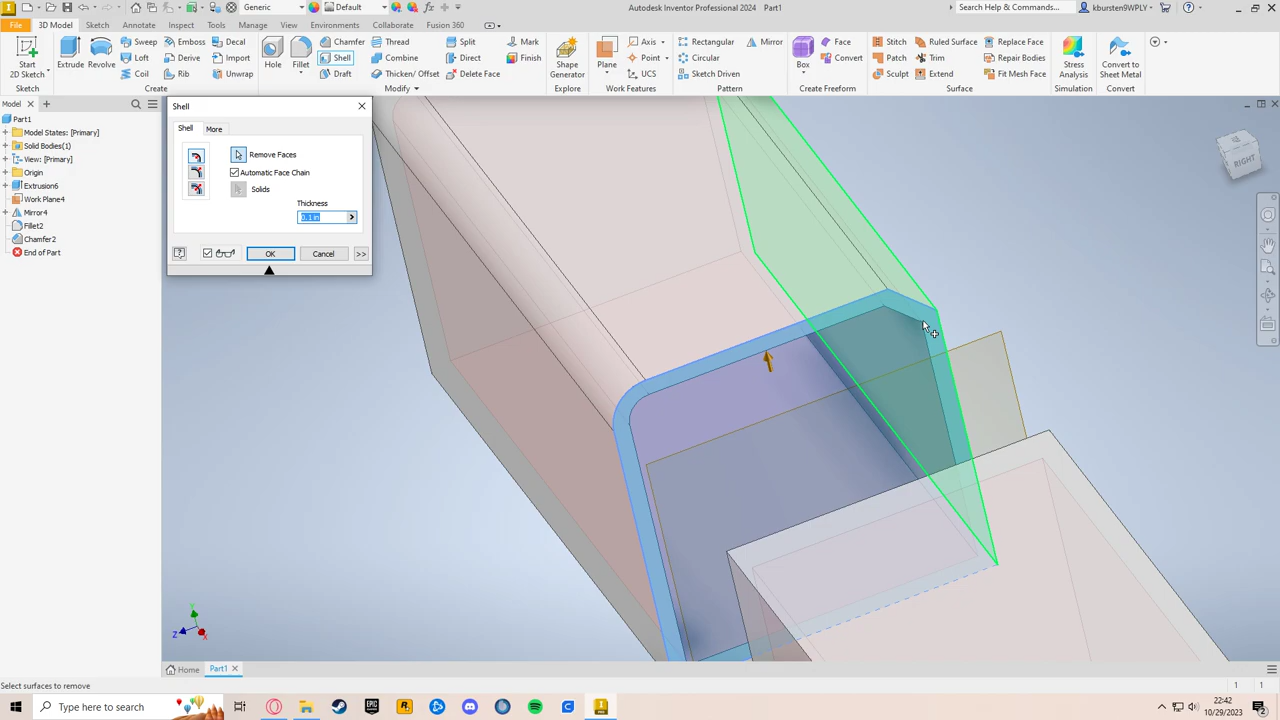 Generic
Default
Autodesk Inventor Professional 2024 Part1
Search Help & Commands...
kbursten9WPLY
File
3D Model
Sketch
Annotate
Inspect
Tools
Manage
View
Environments
Collaborate
Fusion 360
Start
2D Sketch
Extrude
Revolve
Sweep
Loft
Coil
Emboss
Derive
Rib
Decal
Import
Unwrap
Hole
Fillet
Chamfer
Shell
Draft
Thread
Combine
Thicken/ Offset
Split
Direct
Delete Face
Mark
Finish
Shape
Generator
Plane
Axis
Point
UCS
Rectangular
Circular
Sketch Driven
Mirror
Box
Face
Convert
Stitch
Patch
Sculpt
Ruled Surface
Trim
Extend
Replace Face
Repair Bodies
Fit Mesh Face
Stress
Analysis
Convert to
Sheet Metal
Sketch
Create
Modify
Explore
Work Features
Pattern
Create Freeform
Surface
Simulation
Convert
Model
Part1
Model States: [Primary]
Solid Bodies(1)
View: [Primary]
Origin
Extrusion6
Work Plane4
Mirror4
Fillet2
Chamfer2
End of Part
Shell
Shell
More
Remove Faces
Automatic Face Chain
Solids
Thickness
0.1 in
OK
Cancel
>>
RIGHT
Y
Z
X
Home
Part1
Select surfaces to remove
1
1
Type here to search
22:42
10/29/2023
2